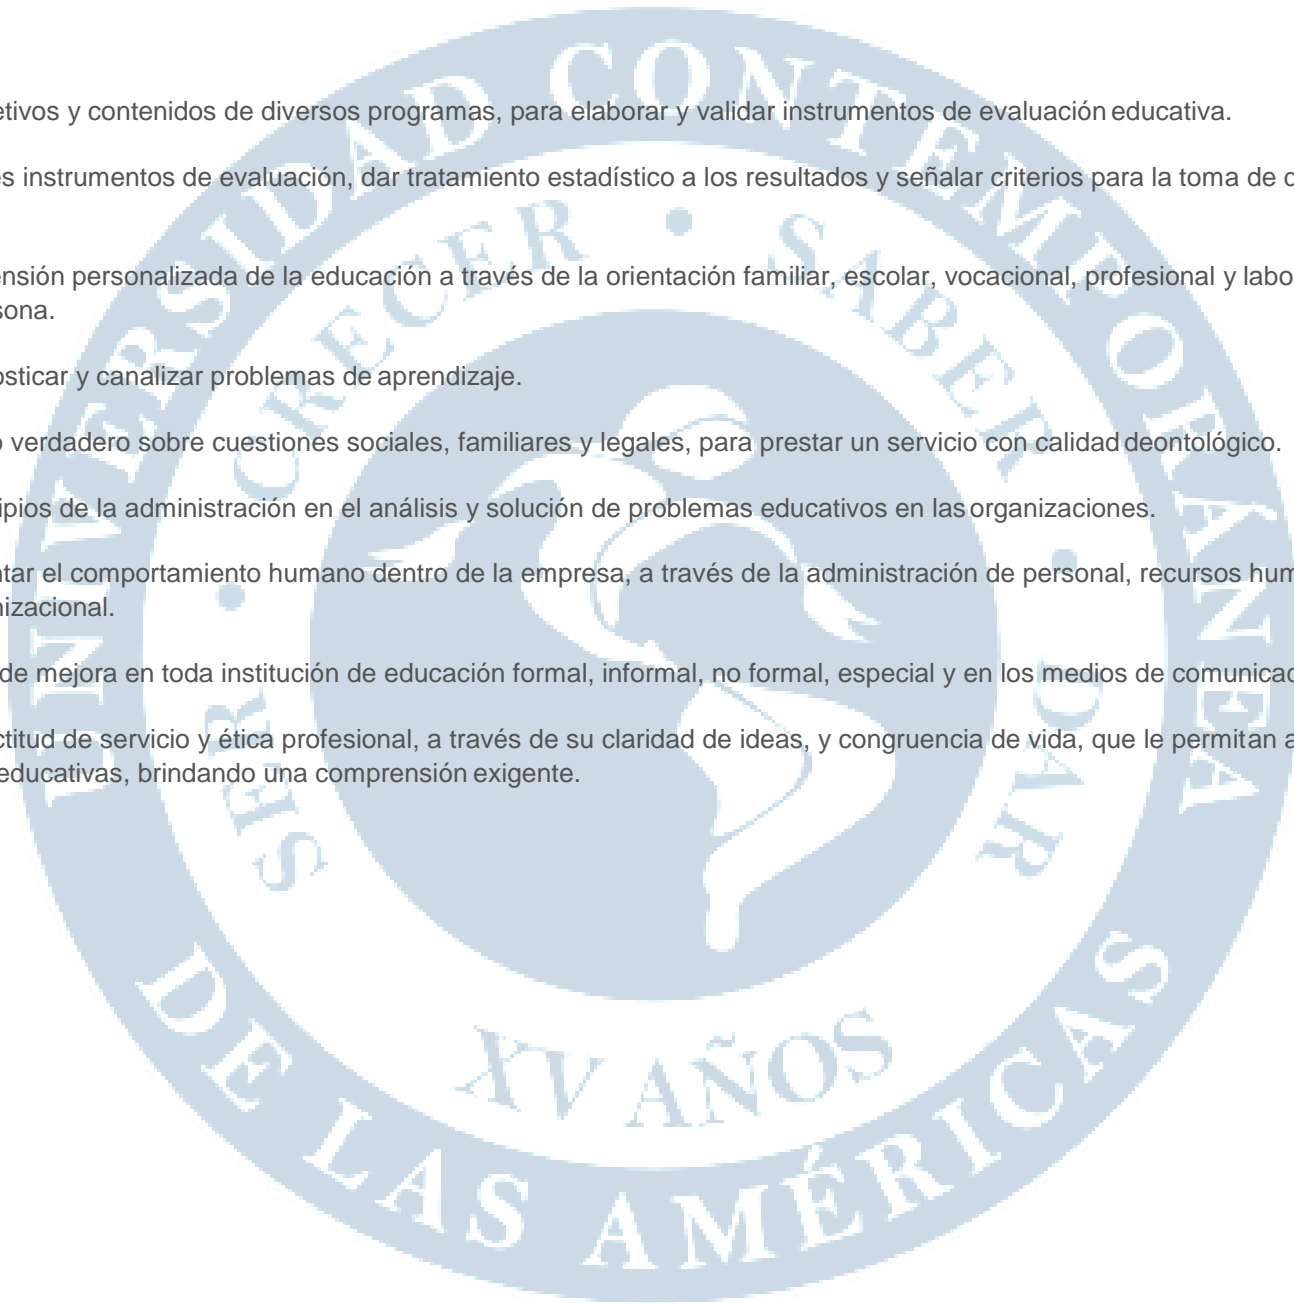 etivos y contenidos de diversos programas, para elaborar y validar instrumentos de evaluación educativa.
es instrumentos de evaluación, dar tratamiento estadístico a los resultados y señalar criterios para la toma de
ensión personalizada de la educación a través de la orientación familiar, escolar, vocacional, profesional y labo
sona.
osticar y canalizar problemas de aprendizaje.
o verdadero sobre cuestiones sociales, familiares y legales, para prestar un servicio con calidad deontológico.
ipios de la administración en el análisis y solución de problemas educativos en las organizaciones.
ntar el comportamiento humano dentro de la empresa, a través de la administración de personal, recursos hum
nizacional.
de mejora en toda institución de educación formal, informal, no formal, especial y en los medios de comunicac
ctitud de servicio y ética profesional, a través de su claridad de ideas, y congruencia de vida, que le permitan a
educativas, brindando una comprensión exigente.
UNIVERSIDAD CONTEMPORÁNEA
DE LAS AMÉRICAS
SER • CRECER • SABER • DAR
XV AÑOS